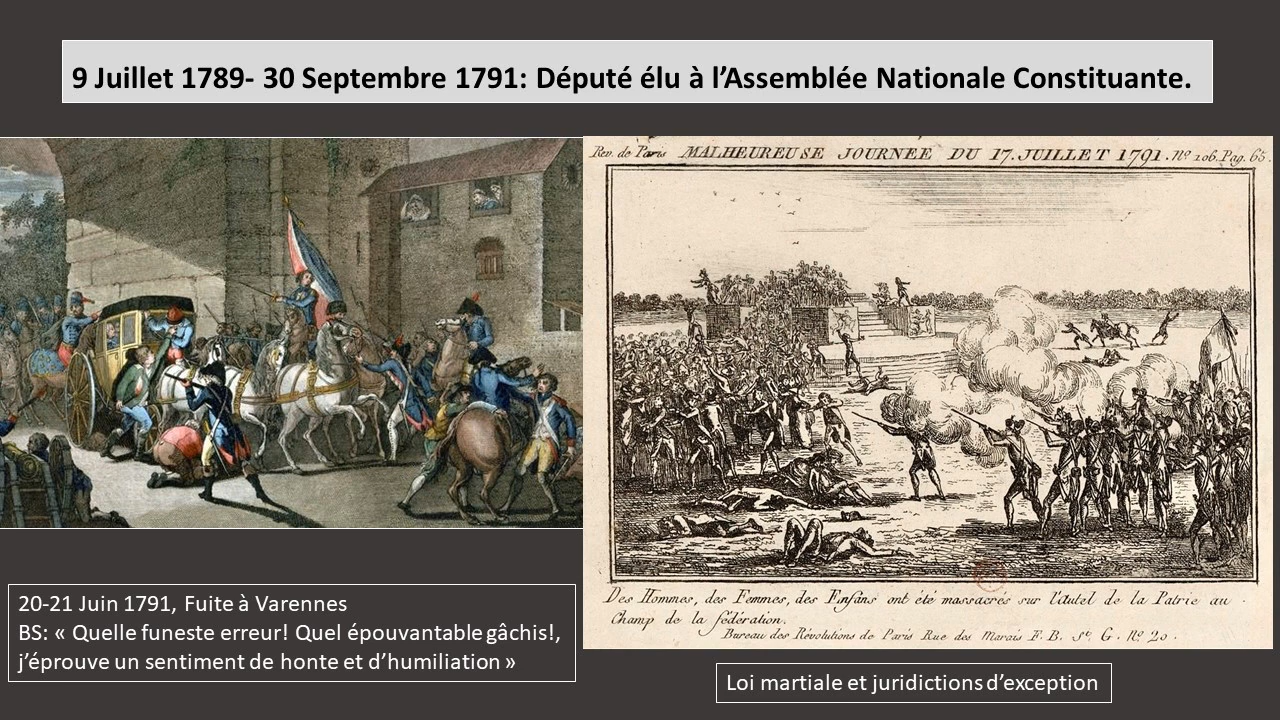 9 Juillet 1789- 30 Septembre 1791: Député élu à l’Assemblée Nationale Constituante.
Rev. de Paris MALHEUREUSE JOURNEE DU 17. JUILLET 1791. Nº 106. Pag. 65.
Des Hommes, des Femmes, des Enfans ont été massacrés sur l'autel de la Patrie au
Champ de la fédération.
Bureau des Révolutions de Paris Rue des Marais F. B. St. G. Nº 20.
20-21 Juin 1791, Fuite à Varennes
BS: « Quelle funeste erreur! Quel épouvantable gâchis!,
j’éprouve un sentiment de honte et d’humiliation »
Loi martiale et juridictions d’exception